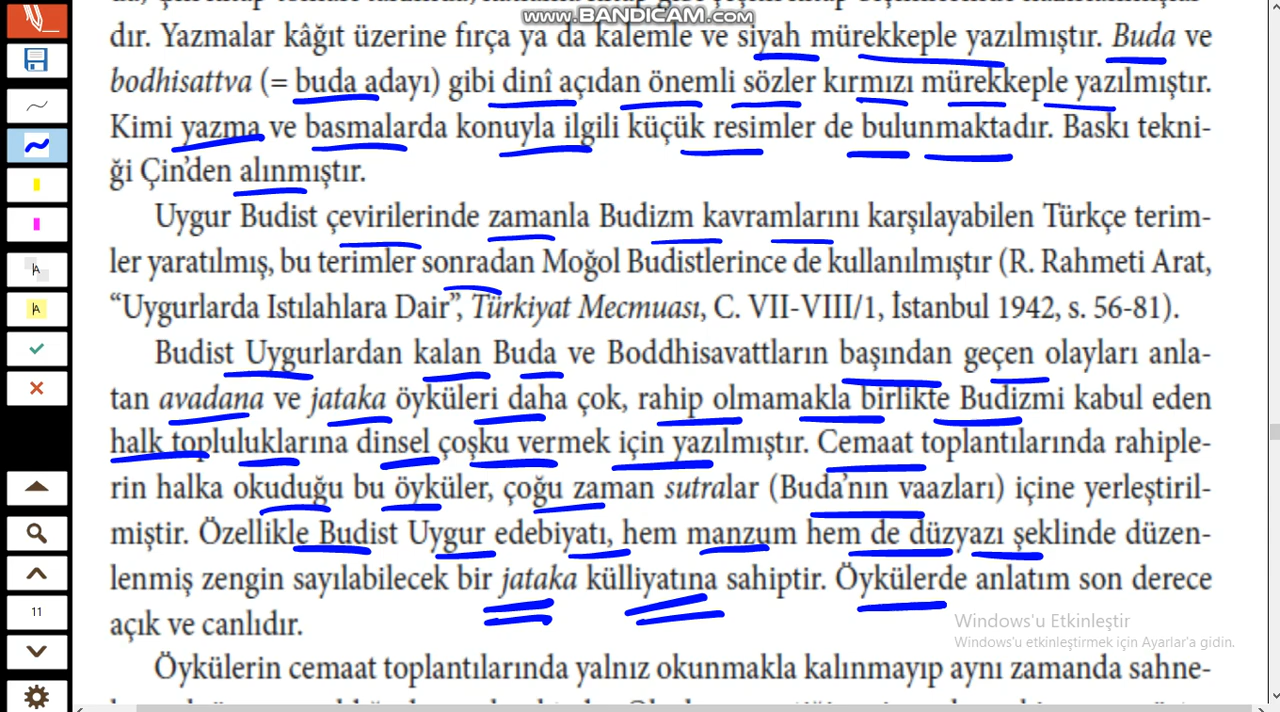 www.BANDICAM.com
dır. Yazmalar kâğıt üzerine fırça ya da kalemle ve siyah mürekkeple yazılmıştır. Buda ve
bodhisattva (= buda adayı) gibi dinî açıdan önemli sözler kırmızı mürekkeple yazılmıştır.
Kimi yazma ve basmalarda konuyla ilgili küçük resimler de bulunmaktadır. Baskı tekni-
ği Çin’den alınmıştır.
Uygur Budist çevirilerinde zamanla Budizm kavramlarını karşılayabilen Türkçe terim-
ler yaratılmış, bu terimler sonradan Moğol Budistlerince de kullanılmıştır (R. Rahmeti Arat,
“Uygurlarda Istılahlara Dair”, Türkiyat Mecmuası, C. VII-VIII/1, İstanbul 1942, s. 56-81).
Budist Uygurlardan kalan Buda ve Boddhisavattların başından geçen olayları anla-
tan avadana ve jataka öyküleri daha çok, rahip olmamakla birlikte Budizmi kabul eden
halk topluluklarına dinsel çoşku vermek için yazılmıştır. Cemaat toplantılarında rahiple-
rin halka okuduğu bu öyküler, çoğu zaman sutralar (Buda’nın vaazları) içine yerleştiril-
miştir. Özellikle Budist Uygur edebiyatı, hem manzum hem de düzyazı şeklinde düzen-
lenmiş zengin sayılabilecek bir jataka külliyatına sahiptir. Öykülerde anlatım son derece
açık ve canlıdır.
Öykülerin cemaat toplantılarında yalnız okunmakla kalınmayıp aynı zamanda sahne-
11
Windows'u Etkinleştir
Windows'u etkinleştirmek için Ayarlar'a gidin.